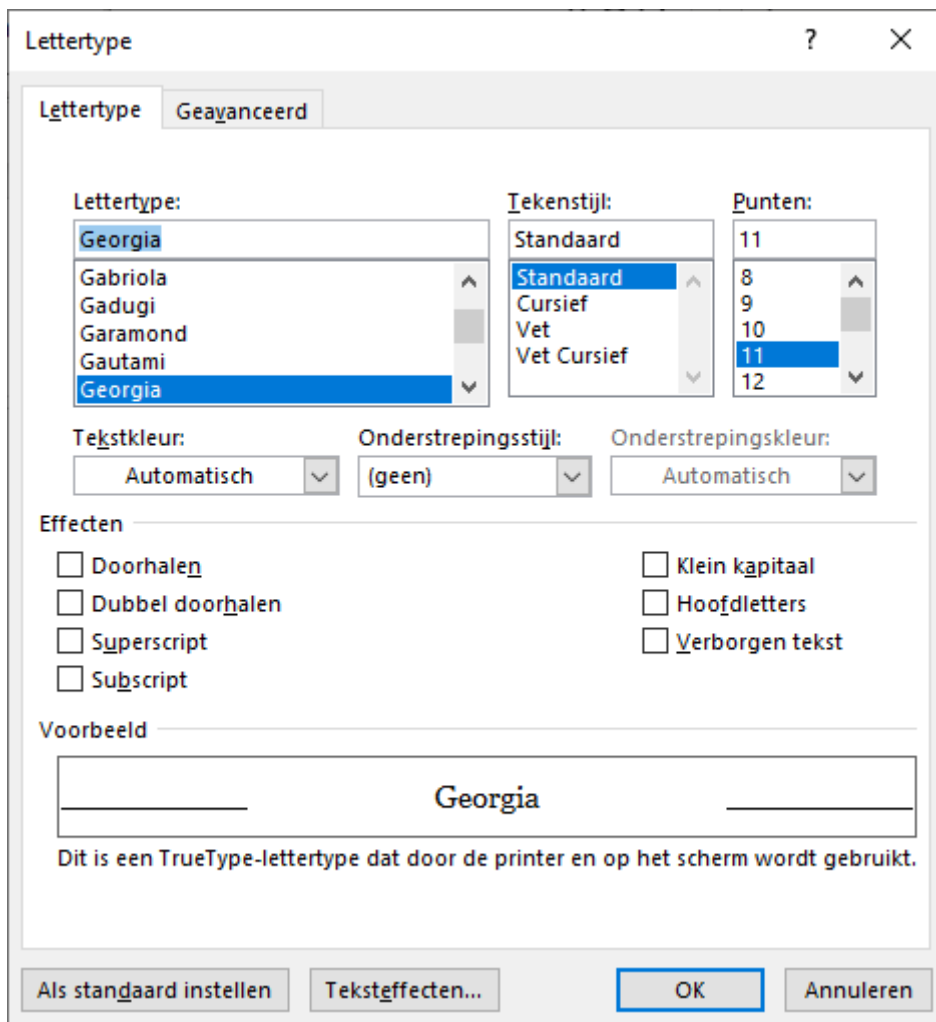 Lettertype
?
Lettertype Geavanceerd
Lettertype: Tekenstijl: Punten:
Georgia Standaard 11
Gabriola Standaard 8
Gadugi Cursief 9
Garamond Vet 10
Gautami Vet Cursief 11
Georgia 12
Tekstkleur: Onderstrepingsstijl: Onderstrepingskleur:
Automatisch (geen) Automatisch
Effecten
Doorhalen Klein kapitaal
Dubbel doorhalen Hoofdletters
Superscript Verborgen tekst
Subscript
Voorbeeld
Georgia
Dit is een TrueType-lettertype dat door de printer en op het scherm wordt gebruikt.
Als standaard instellen Teksteffecten... OK Annuleren